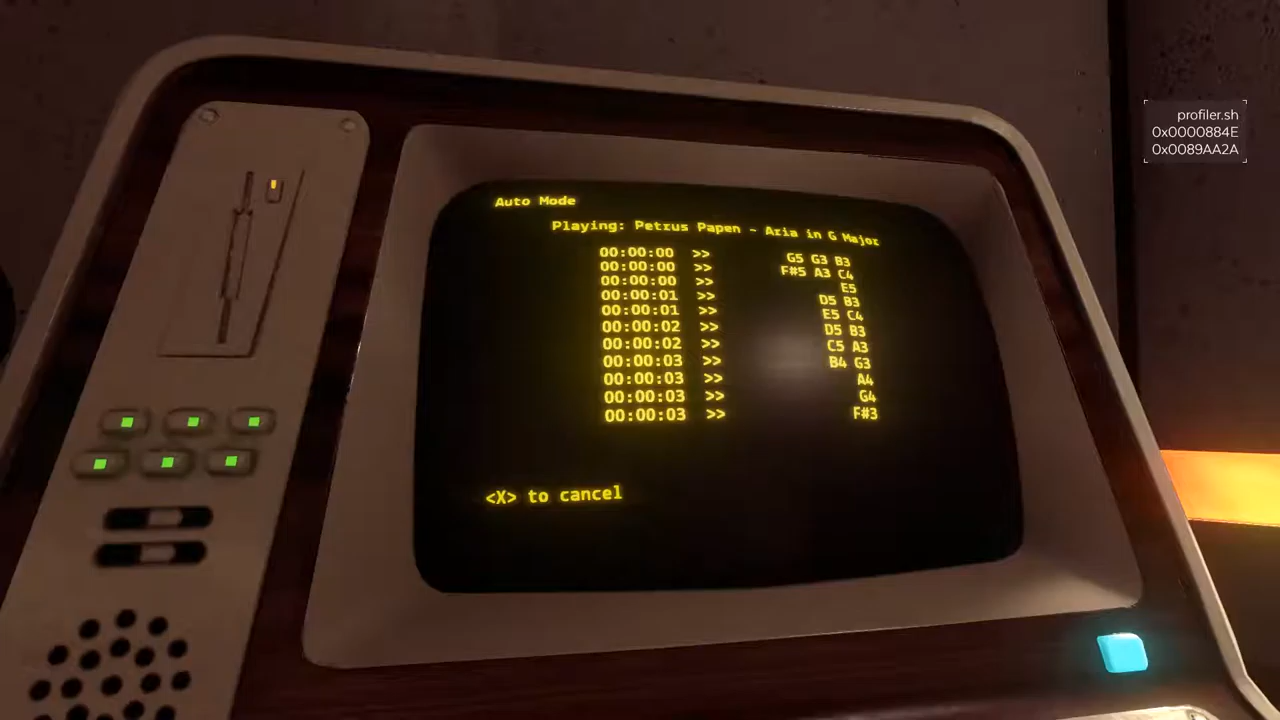 profiler.sh
0x0000884E
0x0089AA2A
Auto Mode
Playing: Petrus Papen - Aria in G Major
00:00:00 >> G5 G3 B3
00:00:00 >> F#5 A3 C4
00:00:00 >> E5
00:00:01 >> D5 B3
00:00:01 >> E5 C4
00:00:02 >> D5 B3
00:00:02 >> C5 A3
00:00:03 >> B4 G3
00:00:03 >> A4
00:00:03 >> G4
00:00:03 >> F#3
<X> to cancel